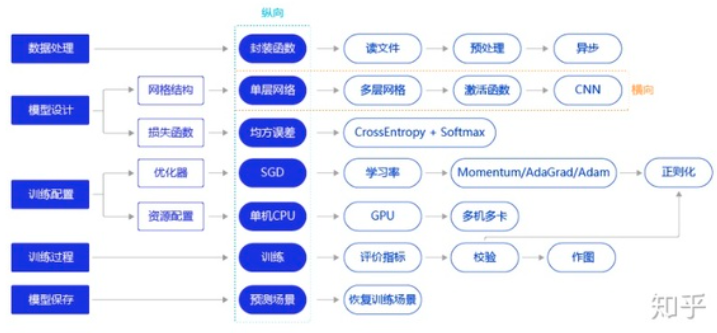 纵向
数据处理 封装函数 读文件 预处理 异步
网格结构 单层网络 多层网格 激活函数 CNN 横向
模型设计
损失函数 均方误差 CrossEntropy + Softmax
优化器 SGD 学习率 Momentum/AdaGrad/Adam 正则化
训练配置
资源配置 单机CPU GPU 多机多卡
训练过程 训练 评价指标 校验 作图
模型保存 预测场景 恢复训练场景
知乎